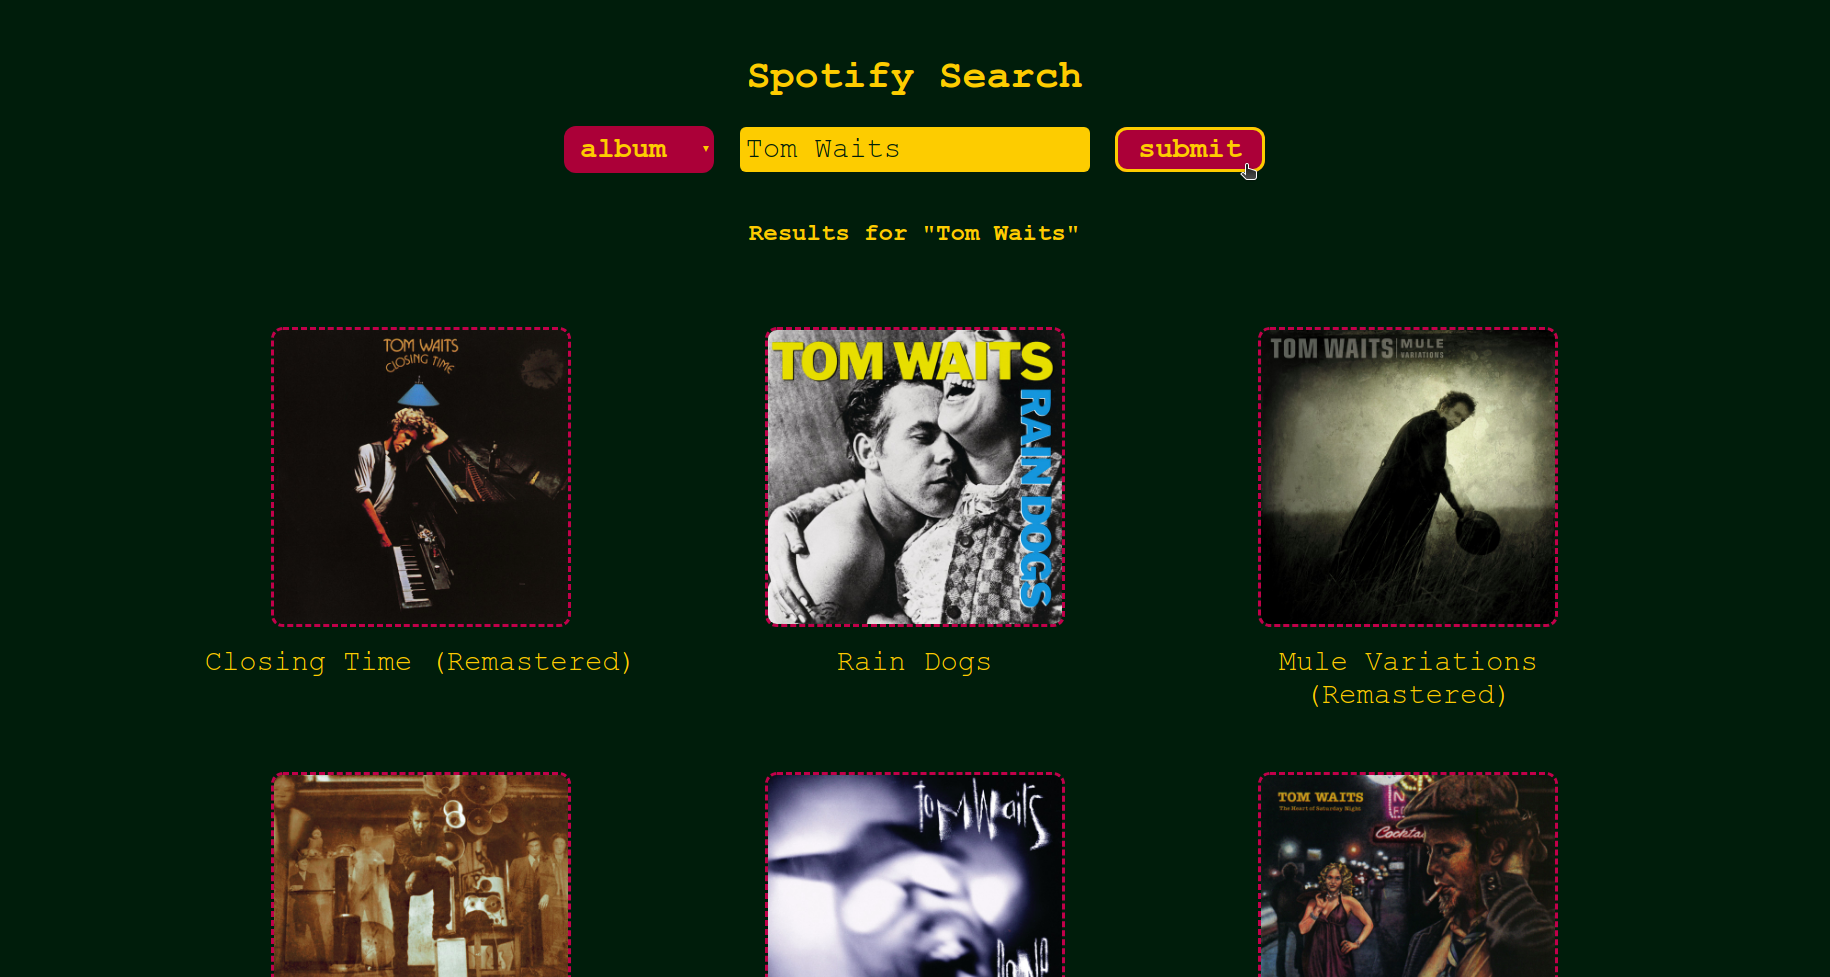 Spotify Search
album
Tom Waits
submit
Results for "Tom Waits"
TOM WAITS
CLOSING TIME
TOM WAITS
RAIN DOGS
TOM WAITS
MULE
VARIATIONS
Closing Time (Remastered)
Rain Dogs
Mule Variations
(Remastered)
Tom Waits
BONE
TOM WAITS
The Heart of Saturday Night